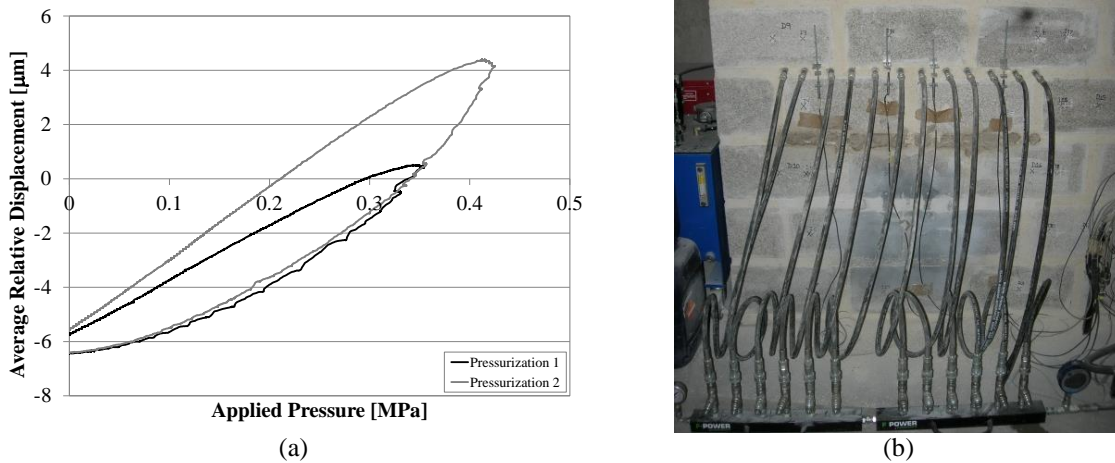 6
4
2
0
-2
-4
-6
-8
0
0.1
0.2
0.3
0.4
0.5
Average Relative Displacement [µm]
Applied Pressure [MPa]
Pressurization 1
Pressurization 2
(a)
D9
POWER
POWER
(b)